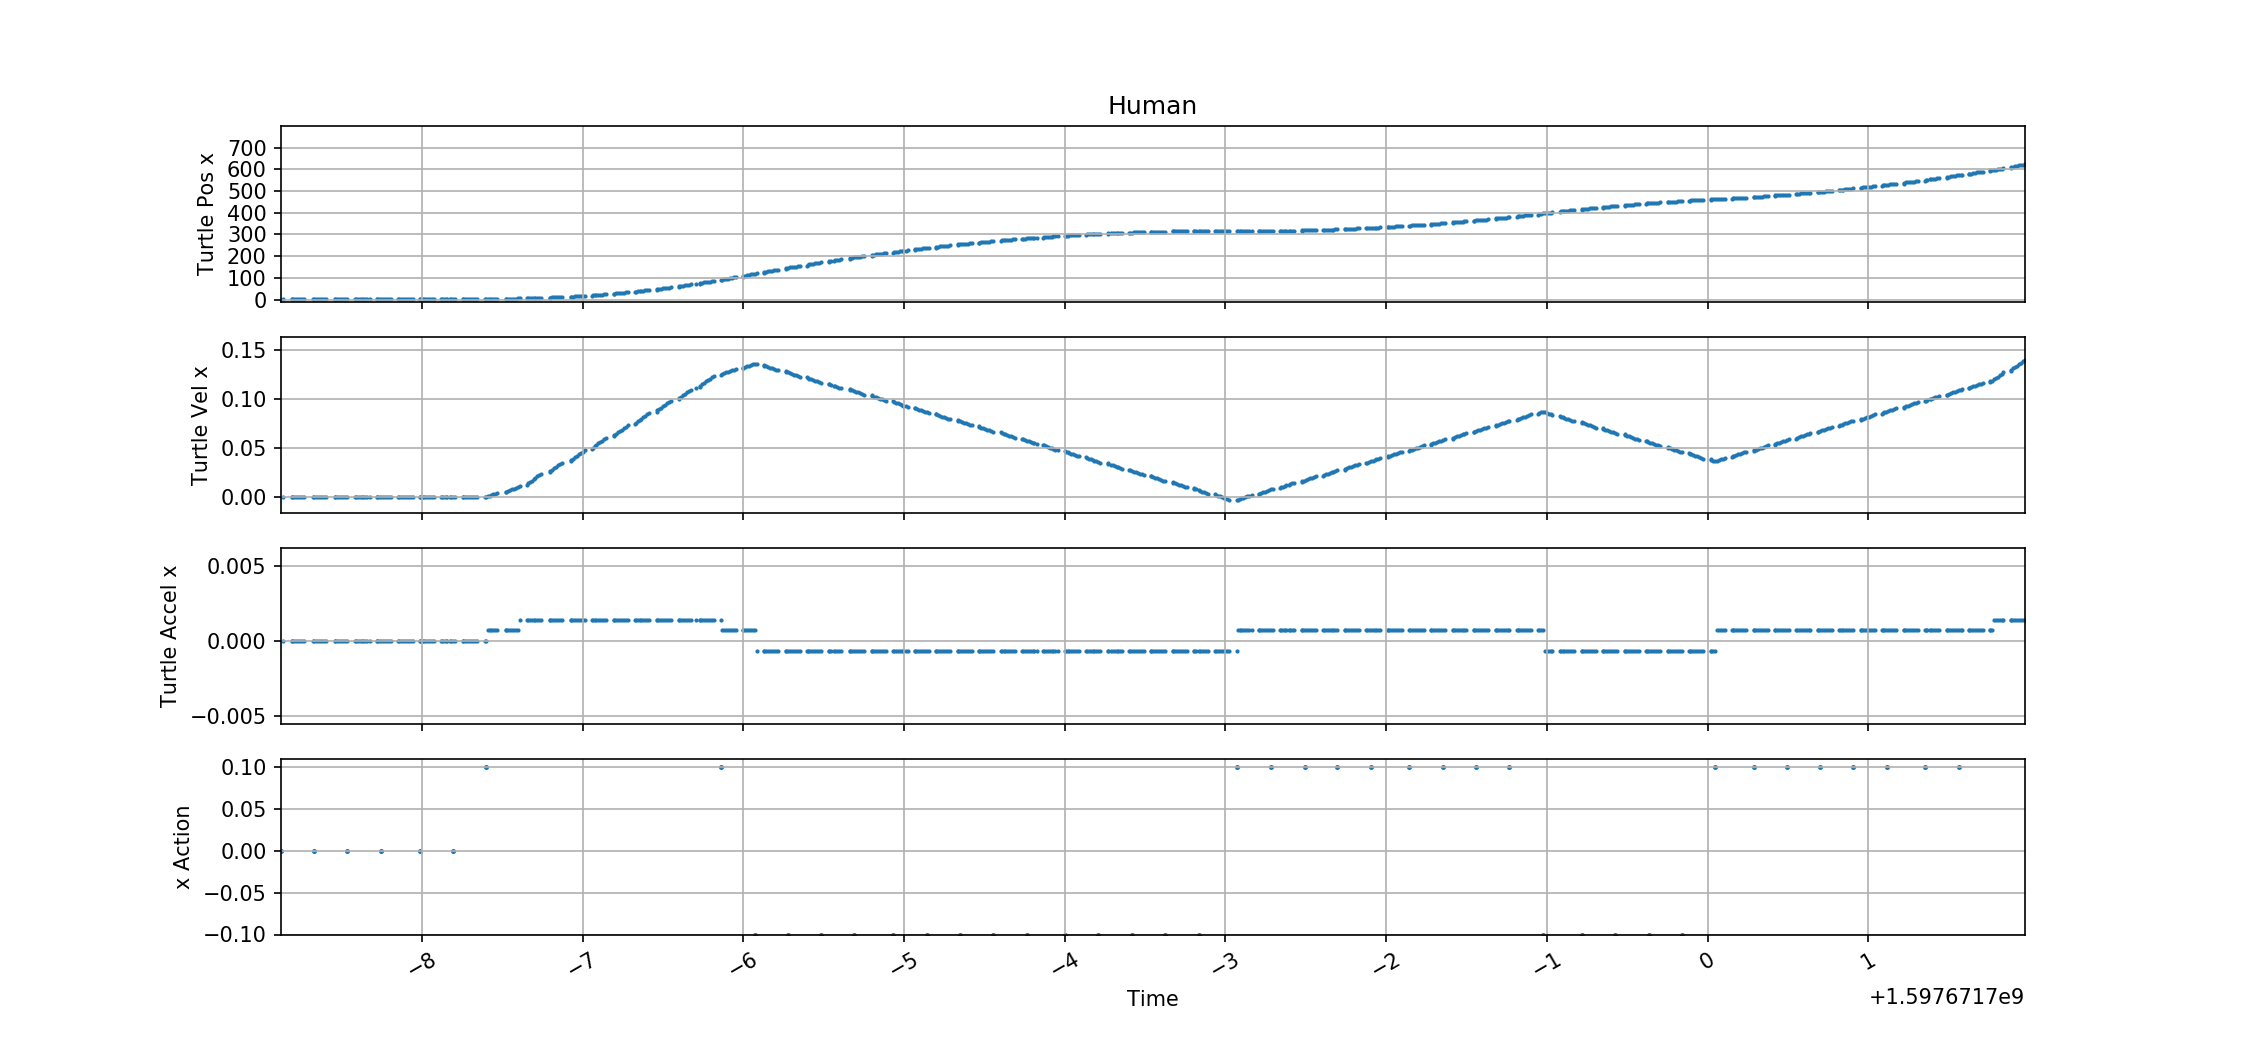 Human
Turtle Pos x
700
600
500
400
300
200
100
0
Turtle Vel x
0.15
0.10
0.05
0.00
Turtle Accel x
0.005
0.000
−0.005
x Action
0.10
0.05
0.00
−0.05
−0.10
−8 −7 −6 −5 −4 −3 −2 −1 0 1
Time
+1.5976717e9